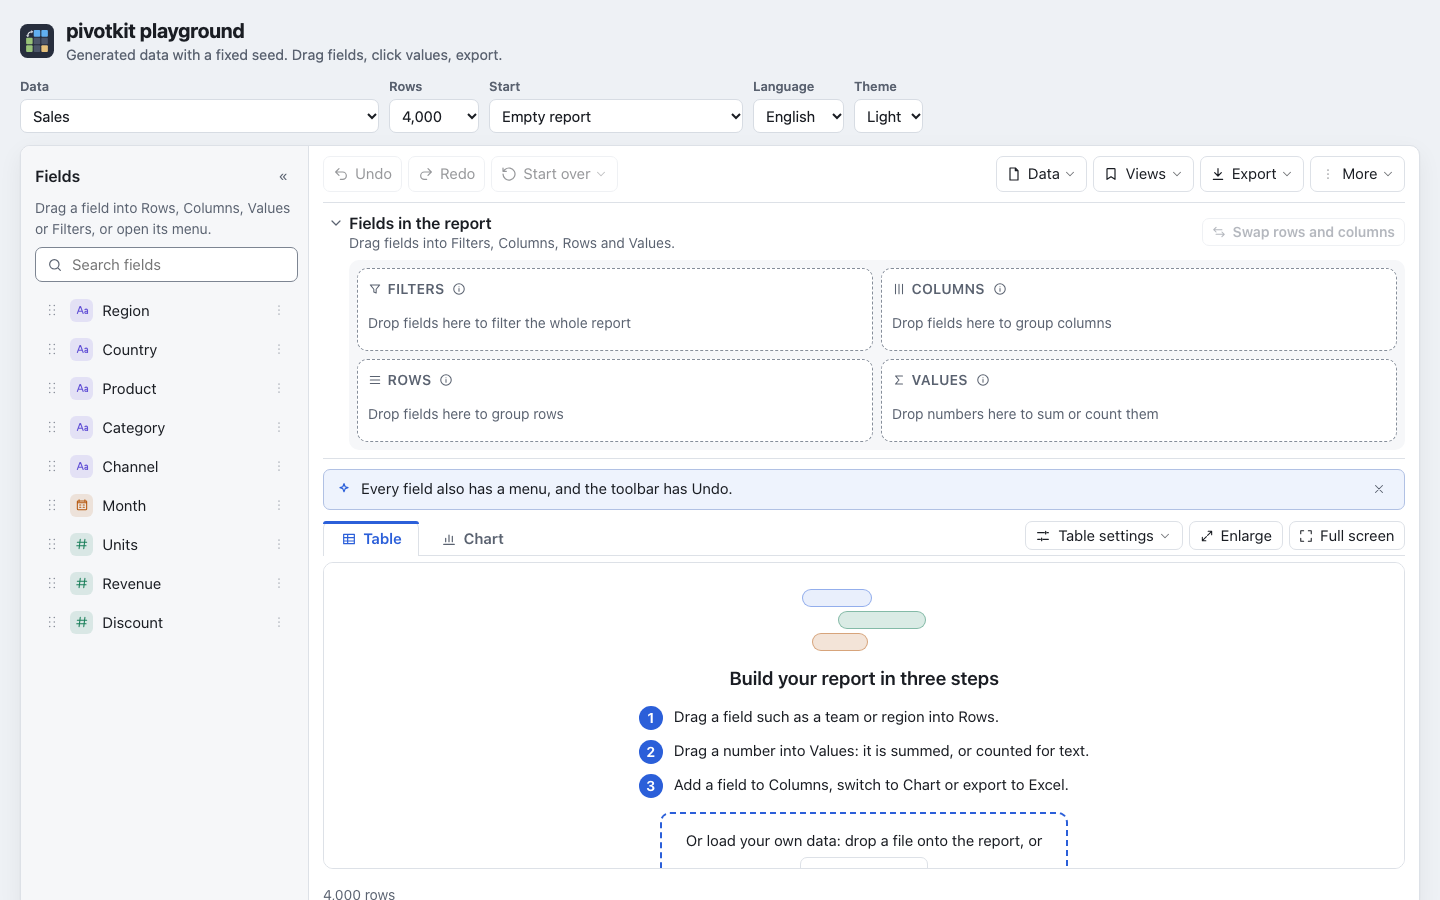 pivotkit playground
Generated data with a fixed seed. Drag fields, click values, export.
Data
Rows
Start
Language
Theme
Sales
4,000
Empty report
English
Light
Fields
«
Drag a field into Rows, Columns, Values
or Filters, or open its menu.
Search fields
Aa Region
Aa Country
Aa Product
Aa Category
Aa Channel
Month
# Units
# Revenue
# Discount
Undo
Redo
Start over
Data
Views
Export
More
Fields in the report
Drag fields into Filters, Columns, Rows and Values.
Swap rows and columns
FILTERS
Drop fields here to filter the whole report
COLUMNS
Drop fields here to group columns
ROWS
Drop fields here to group rows
Σ VALUES
Drop numbers here to sum or count them
Every field also has a menu, and the toolbar has Undo.
Table
Chart
Table settings
Enlarge
Full screen
Build your report in three steps
1 Drag a field such as a team or region into Rows.
2 Drag a number into Values: it is summed, or counted for text.
3 Add a field to Columns, switch to Chart or export to Excel.
Or load your own data: drop a file onto the report, or
4,000 rows